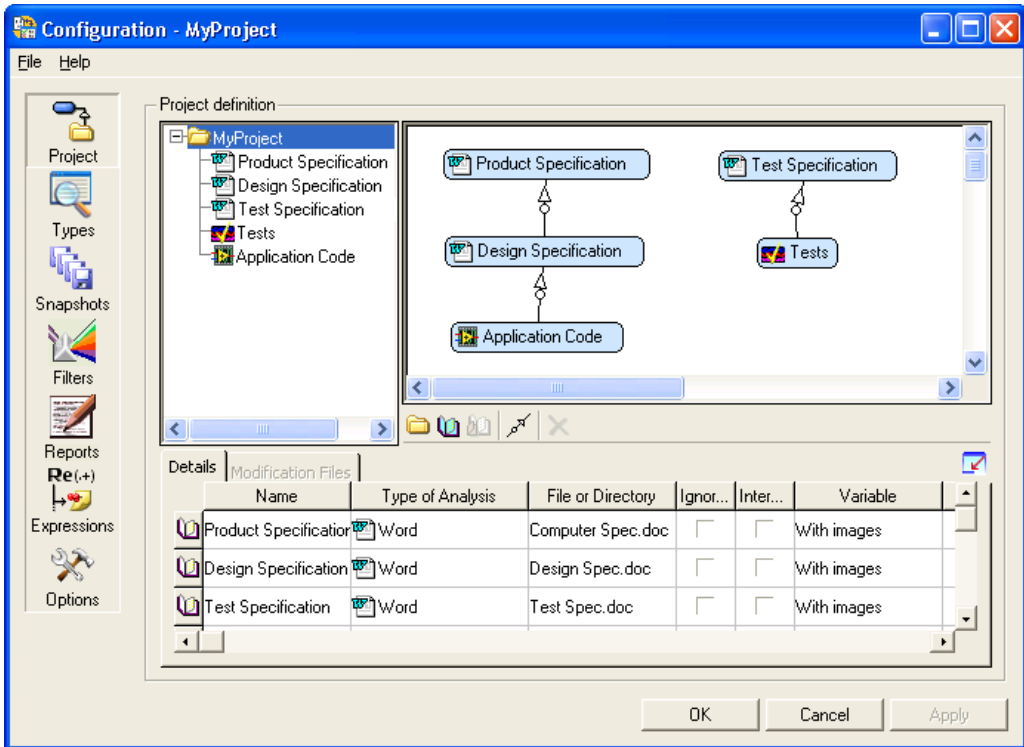 Configuration - MyProject
File Help
Project
Types
Snapshots
Filters
Reports
Re(.+)
Expressions
Options
Project definition
MyProject
Product Specification
Design Specification
Test Specification
Tests
Application Code
Product Specification
Test Specification
Design Specification
Tests
Application Code
Details Modification Files
Name Type of Analysis File or Directory Ignor... Inter... Variable
Product Specification Word Computer Spec.doc With images
Design Specification Word Design Spec.doc With images
Test Specification Word Test Spec.doc With images
OK Cancel Apply